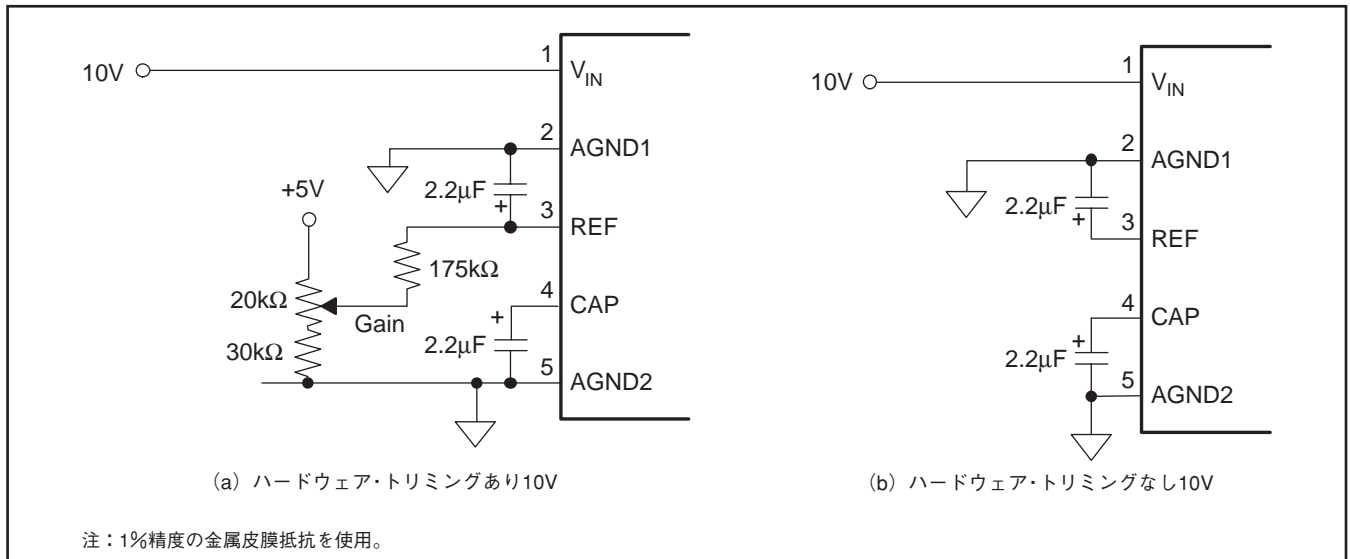 10V
1
VIN
2
AGND1
2.2μF
+
3
REF
+5V
175kΩ
20kΩ
Gain
30kΩ
4
CAP
+
2.2μF
5
AGND2
(a) ハードウェア・トリミングあり10V
10V
1
VIN
2
AGND1
2.2μF
+
3
REF
4
CAP
+
2.2μF
5
AGND2
(b) ハードウェア・トリミングなし10V
注：1%精度の金属皮膜抵抗を使用。